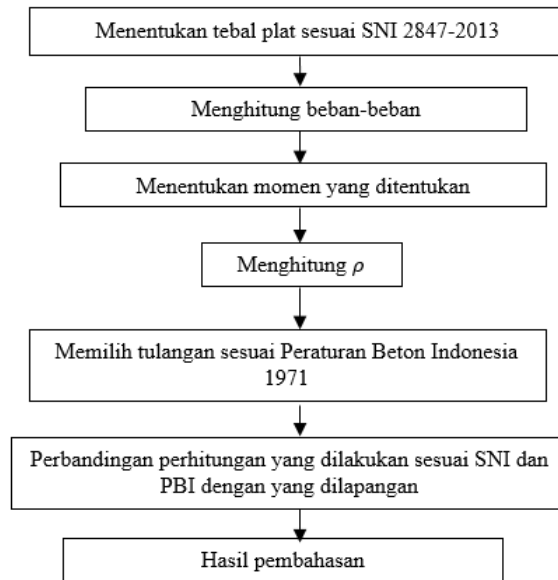 Menentukan tebal plat sesuai SNI 2847-2013
Menghitung beban-beban
Menentukan momen yang ditentukan
Menghitung ρ
Memilih tulangan sesuai Peraturan Beton Indonesia
1971
Perbandingan perhitungan yang dilakukan sesuai SNI dan
PBI dengan yang dilapangan
Hasil pembahasan